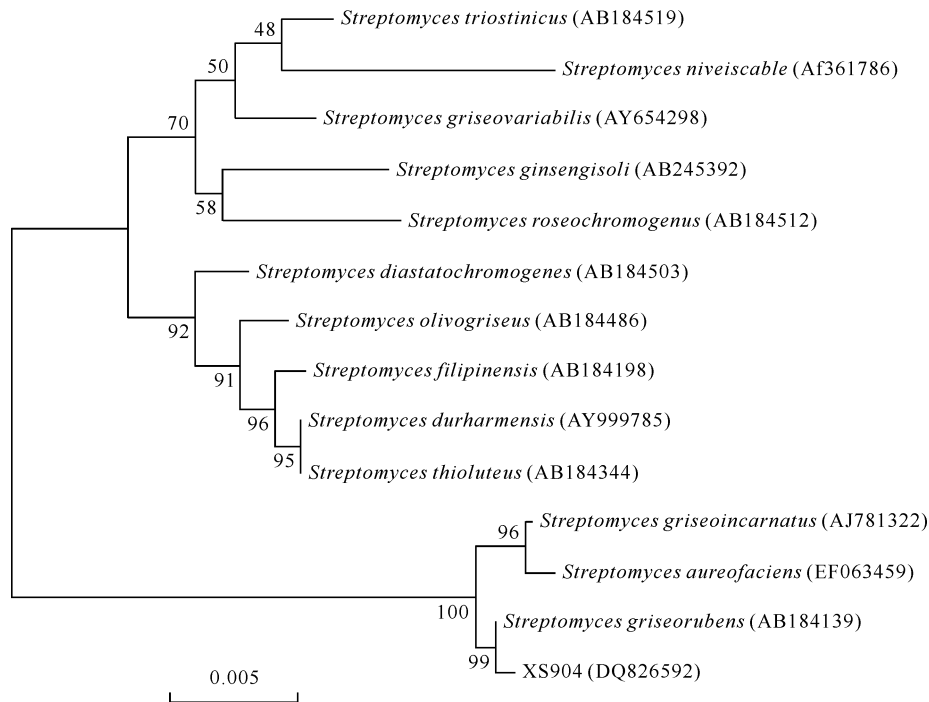 Streptomyces triostinicus (AB184519)
48
Streptomyces niveiscable (Af361786)
50
Streptomyces griseovariabilis (AY654298)
70
Streptomyces ginsengisoli (AB245392)
58
Streptomyces roseochromogenus (AB184512)
Streptomyces diastatochromogenes (AB184503)
92
Streptomyces olivogriseus (AB184486)
91
Streptomyces filipinensis (AB184198)
96
Streptomyces durharmensis (AY999785)
95
Streptomyces thioluteus (AB184344)
Streptomyces griseoincarnatus (AJ781322)
96
Streptomyces aureofaciens (EF063459)
100
Streptomyces griseorubens (AB184139)
99
XS904 (DQ826592)
0.005